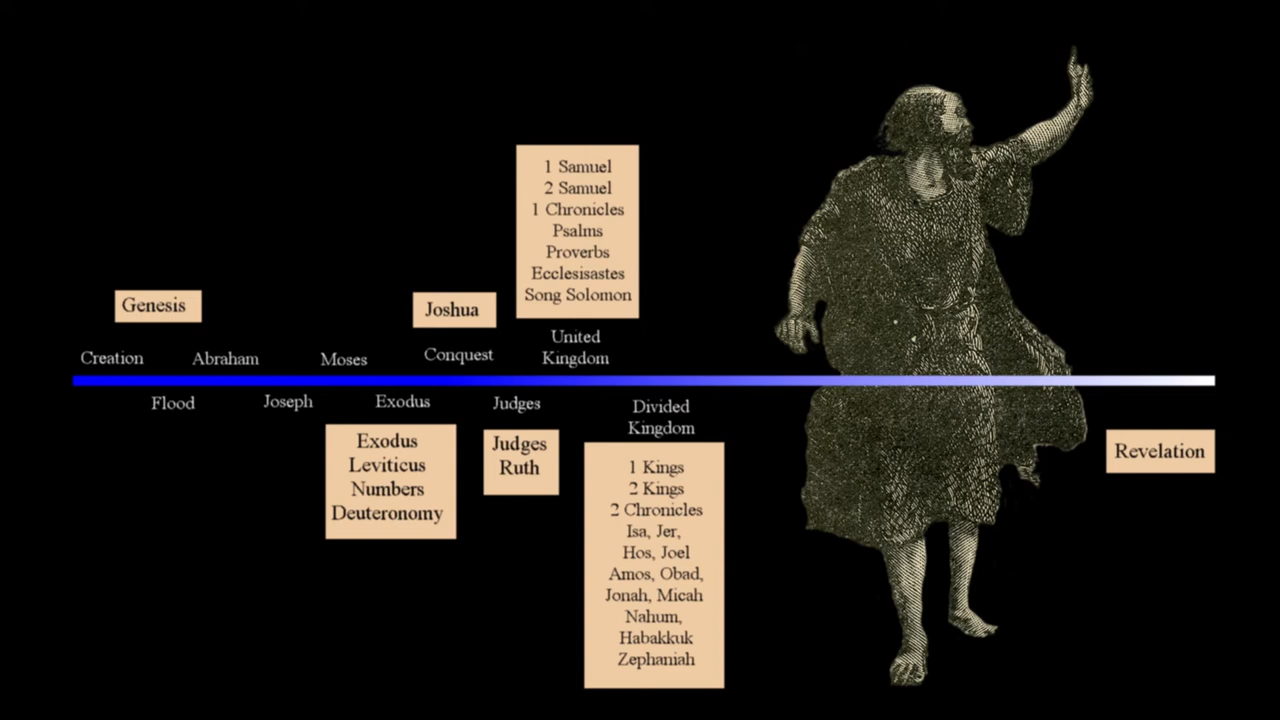 1 Samuel
2 Samuel
1 Chronicles
Psalms
Proverbs
Ecclesisastes
Song Solomon
Genesis
Joshua
Creation
Abraham
Moses
Conquest
United
Kingdom
Flood
Joseph
Exodus
Judges
Divided
Kingdom
Exodus
Leviticus
Numbers
Deuteronomy
Judges
Ruth
1 Kings
2 Kings
2 Chronicles
Isa, Jer,
Hos, Joel
Amos, Obad,
Jonah, Micah
Nahum,
Habakkuk
Zephaniah
Revelation